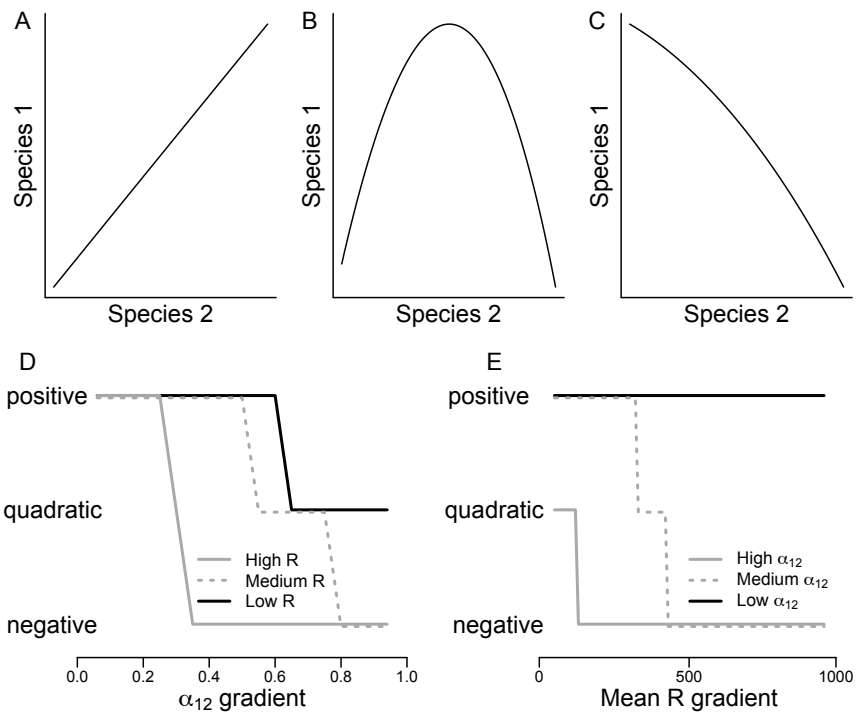 A
B
C
Species 1
Species 1
Species 1
Species 2
Species 2
Species 2
D
E
positive
quadratic
negative
High R
Medium R
Low R
0.0 0.2 0.4 0.6 0.8 1.0
α₁₂ gradient
positive
quadratic
negative
High α₁₂
Medium α₁₂
Low α₁₂
0 500 1000
Mean R gradient